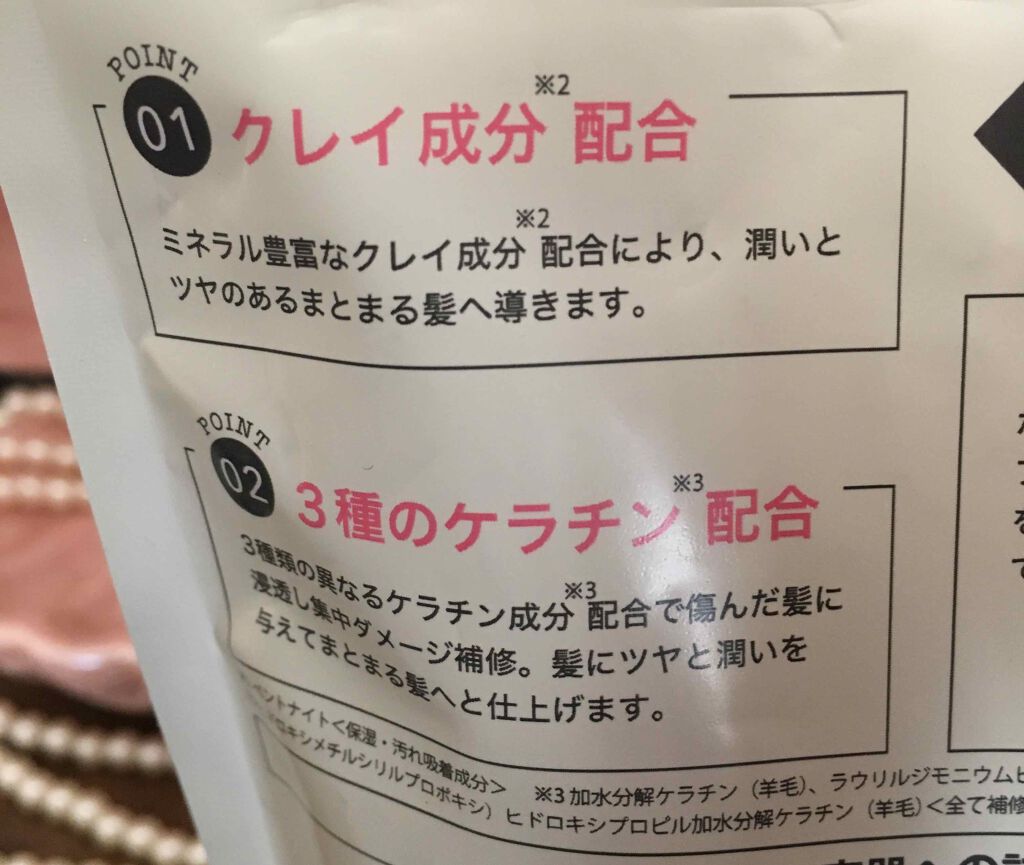 POINT
01
クレイ成分※2配合
ミネラル豊富なクレイ成分※2配合により、潤いと
ツヤのあるまとまる髪へ導きます。
POINT
02
3種のケラチン※3配合
3種類の異なるケラチン成分※3配合で傷んだ髪に
浸透し集中ダメージ補修。髪にツヤと潤いを
与えてまとまる髪へと仕上げます。
ベントナイト<保湿・汚れ吸着成分> ※3 加水分解ケラチン（羊毛）、ラウリルジモニウムヒ
ロキシメチルシリルプロポキシ）ヒドロキシプロピル加水分解ケラチン（羊毛）<全て補修